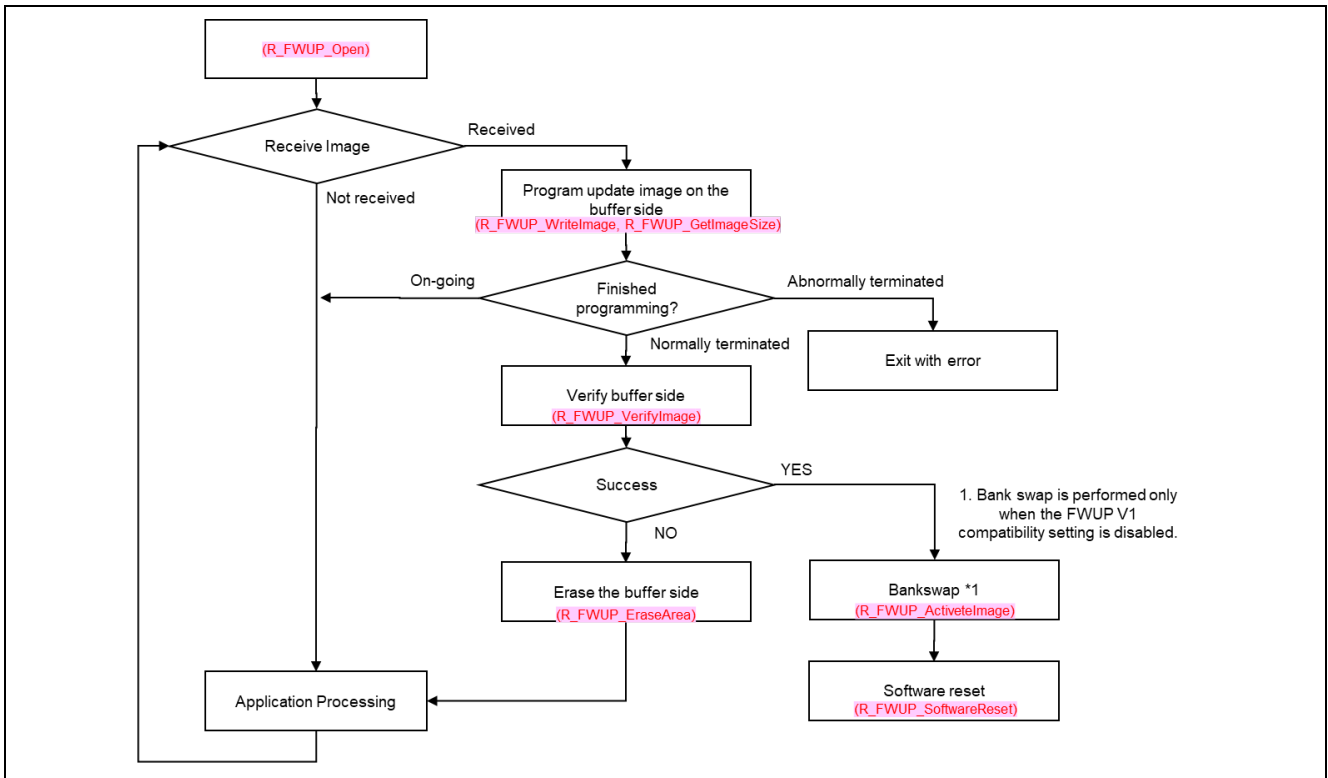 (R_FWUP_Open)
Receive Image
Received
Not received
Program update image on the
buffer side
(R_FWUP_WriteImage, R_FWUP_GetImageSize)
On-going
Finished
programming?
Abnormally terminated
Normally terminated
Exit with error
Verify buffer side
(R_FWUP_VerifyImage)
Success
YES
NO
1. Bank swap is performed only
when the FWUP V1
compatibility setting is disabled.
Erase the buffer side
(R_FWUP_EraseArea)
Bankswap *1
(R_FWUP_ActiveteImage)
Application Processing
Software reset
(R_FWUP_SoftwareReset)